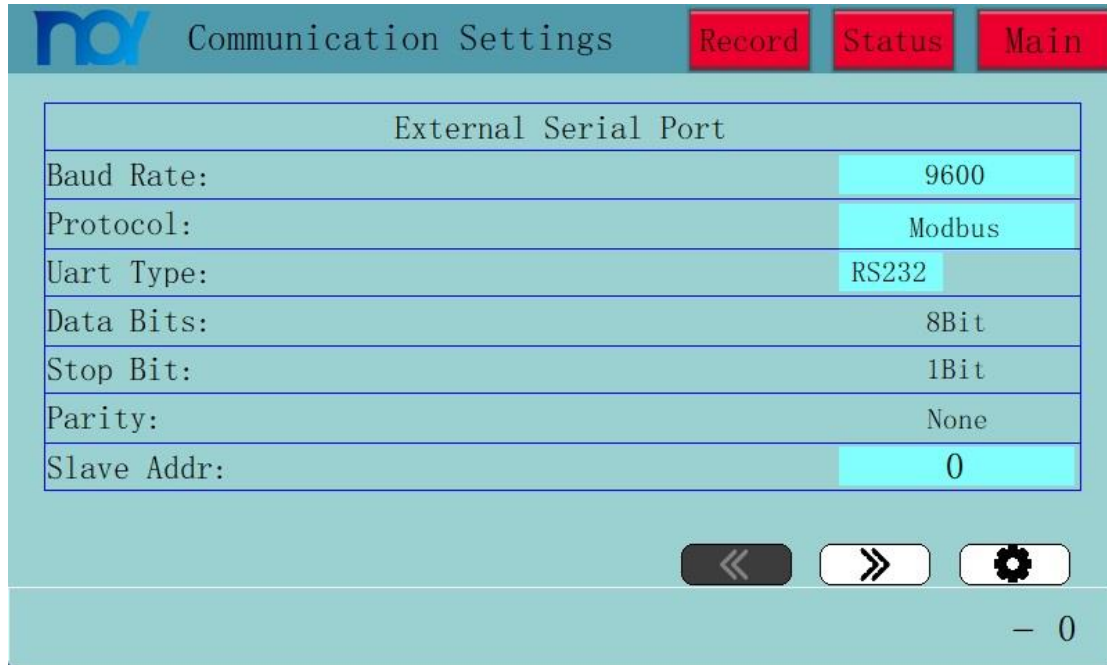 Communication Settings Record Status Main
External Serial Port
Baud Rate: 9600
Protocol: Modbus
Uart Type: RS232
Data Bits: 8Bit
Stop Bit: 1Bit
Parity: None
Slave Addr: 0
- 0